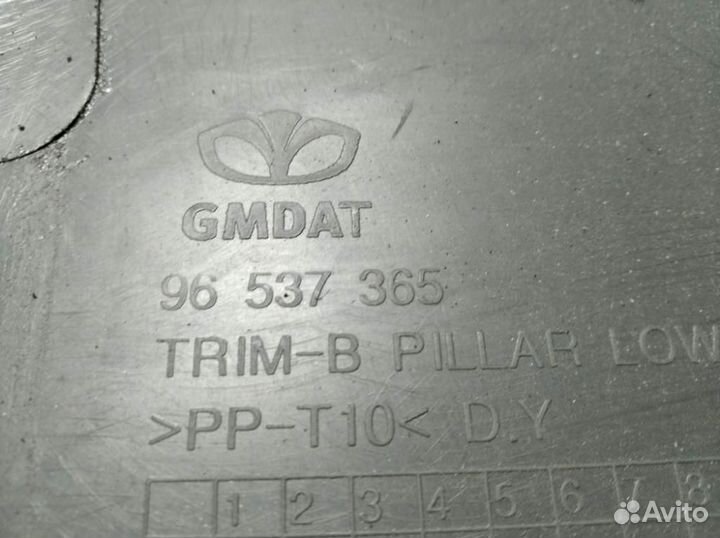 GMDAT
96 537 365
TRIM-B PILLAR LOW
>PP-T10< D.Y
1 2 3 4 5 6 7 8
Avito